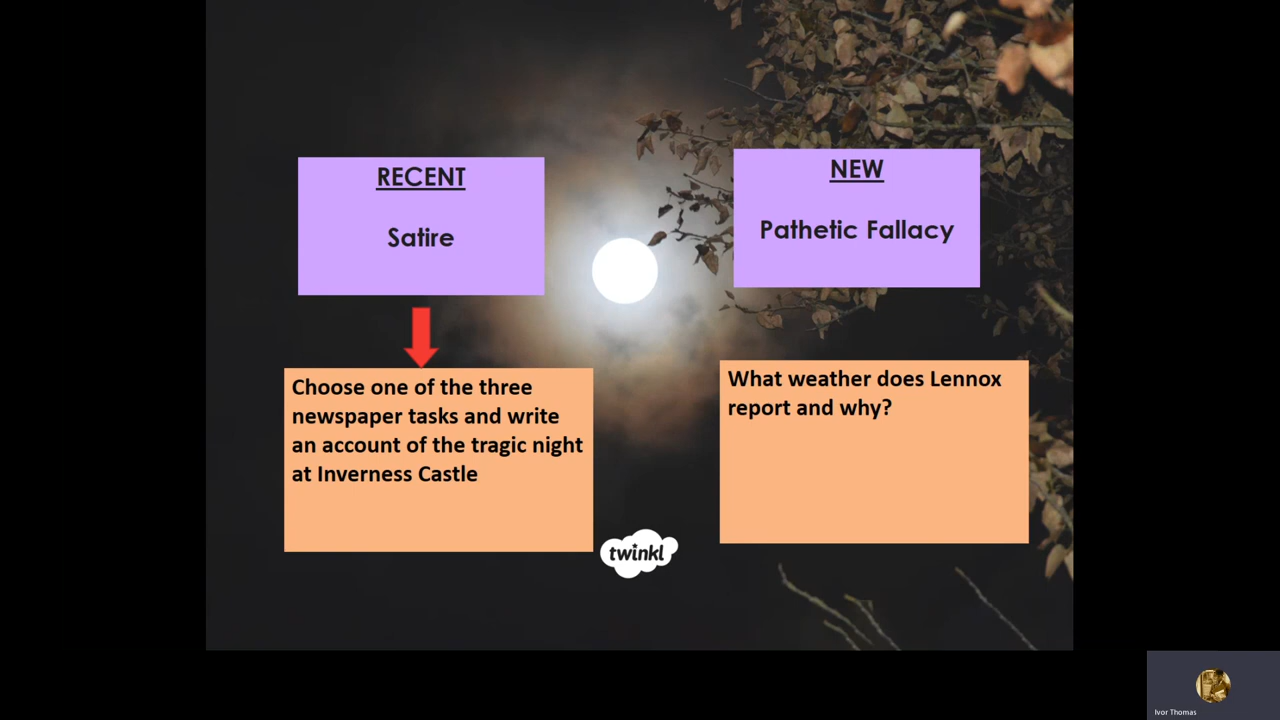 RECENT
Satire
NEW
Pathetic Fallacy
Choose one of the three
newspaper tasks and write
an account of the tragic night
at Inverness Castle
What weather does Lennox
report and why?
twinkl
Ivor Thomas